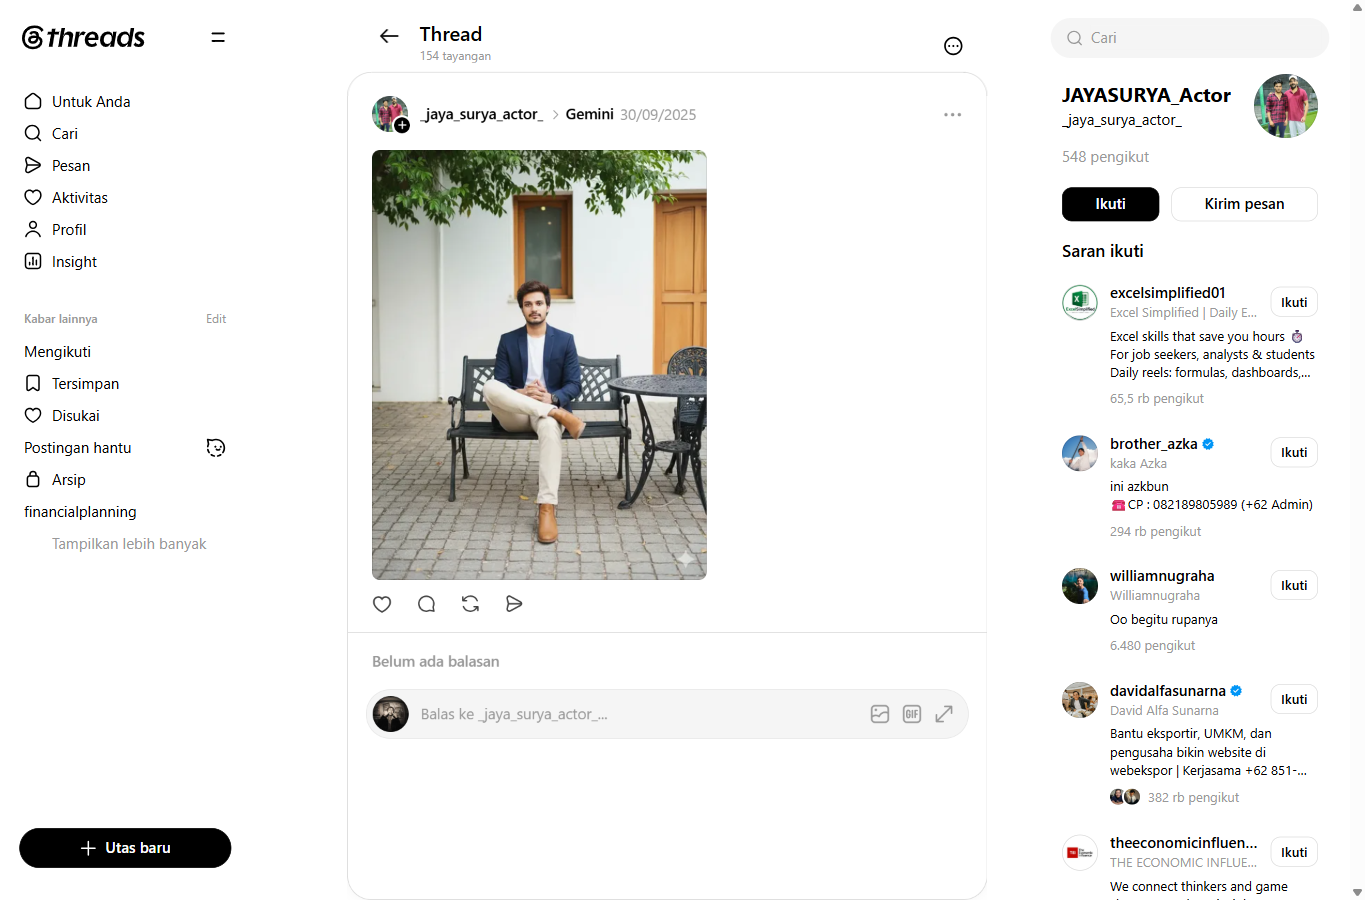 threads
Untuk Anda
Cari
Pesan
Aktivitas
Profil
Insight
Kabar lainnya
Edit
Mengikuti
Tersimpan
Disukai
Postingan hantu
Arsip
financialplanning
Tampilkan lebih banyak
Utas baru
Thread
154 tayangan
_jaya_surya_actor_ > Gemini 30/09/2025
Belum ada balasan
Balas ke _jaya_surya_actor_...
GIF
Cari
JAYASURYA_Actor
_jaya_surya_actor_
548 pengikut
Ikuti
Kirim pesan
Saran ikuti
excelsimplified01
Excel Simplified | Daily E...
Ikuti
Excel skills that save you hours
For job seekers, analysts & students
Daily reels: formulas, dashboards,...
65,5 rb pengikut
brother_azka
kaka Azka
Ikuti
ini azkbun
☎️CP : 082189805989 (+62 Admin)
294 rb pengikut
williamnugraha
Williamnugraha
Ikuti
Oo begitu rupanya
6.480 pengikut
davidalfasunarna
David Alfa Sunarna
Ikuti
Bantu eksportir, UMKM, dan
pengusaha bikin website di
webekspor | Kerjasama +62 851-...
382 rb pengikut
theeconomicinfluen...
THE ECONOMIC INFLUE...
Ikuti
We connect thinkers and game